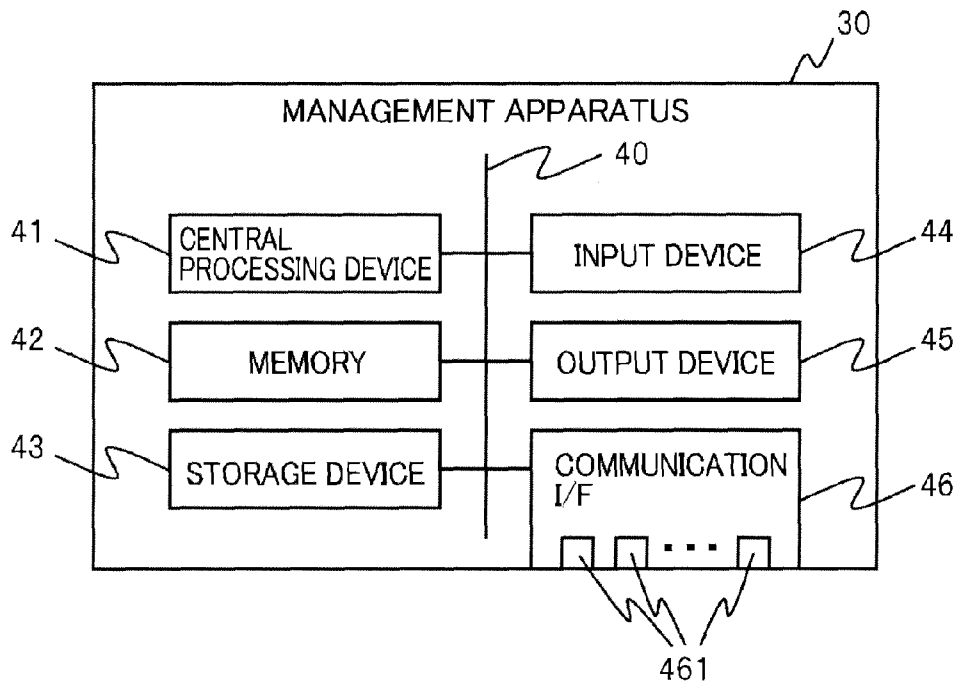 30
MANAGEMENT APPARATUS
40
41
CENTRAL
PROCESSING DEVICE
INPUT DEVICE
44
42
MEMORY
OUTPUT DEVICE
45
43
STORAGE DEVICE
COMMUNICATION
I/F
46
461